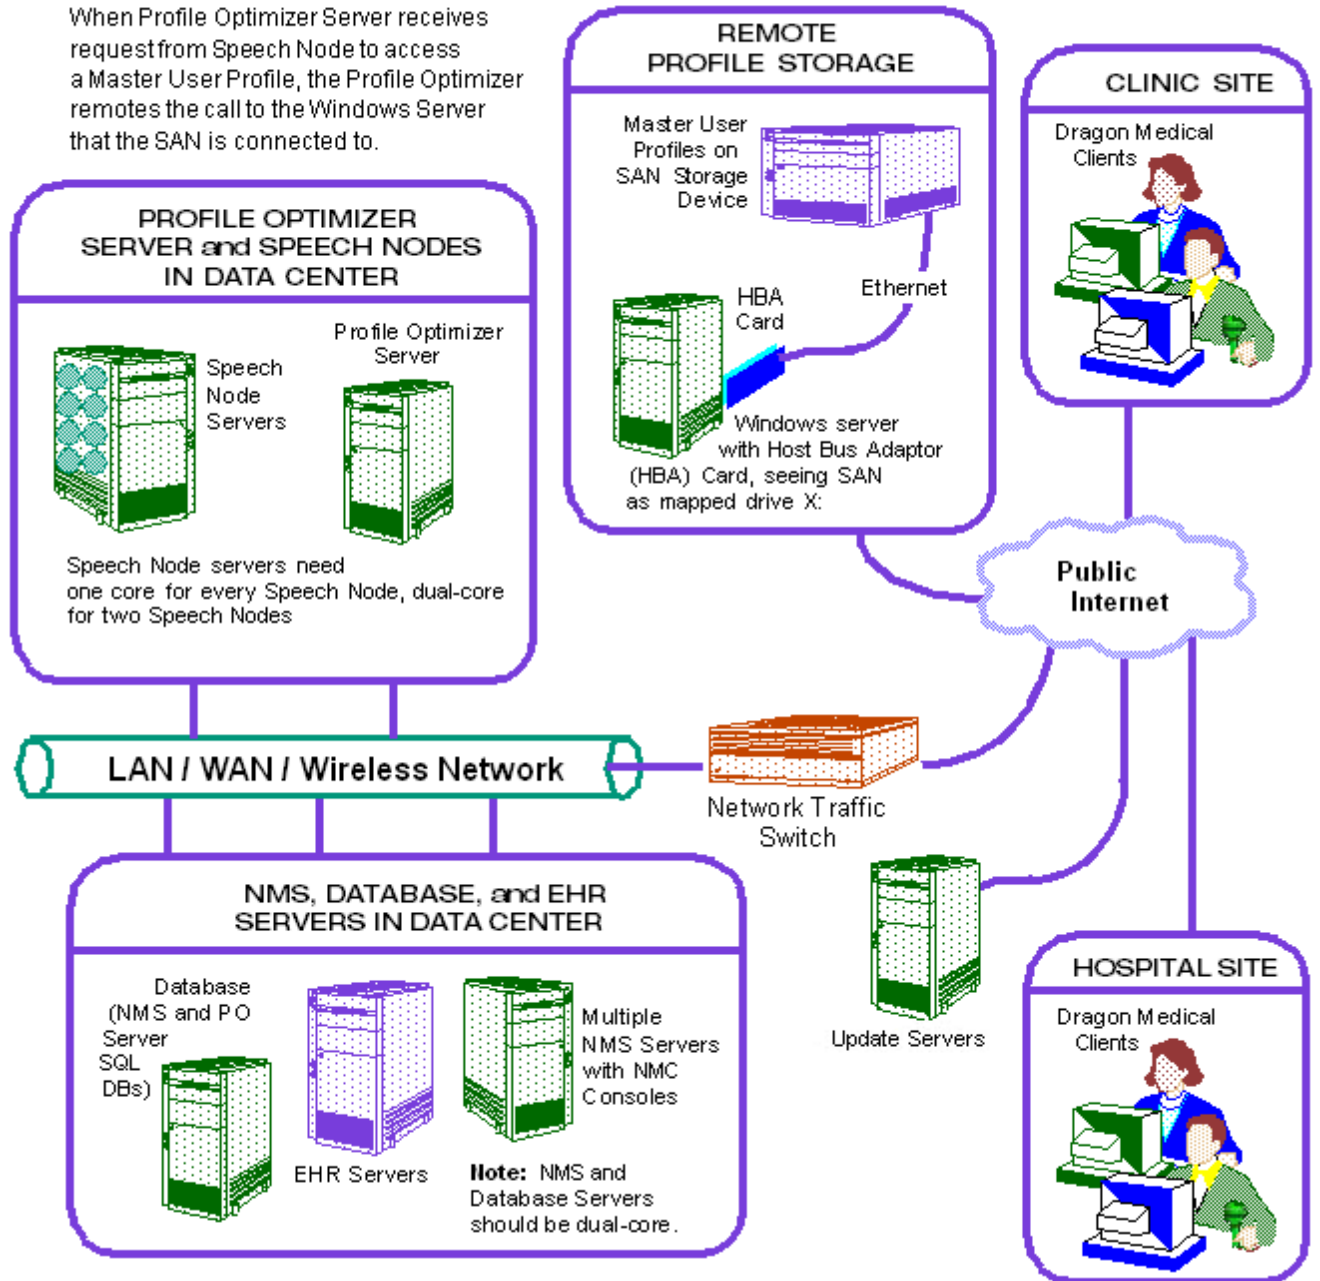 When Profile Optimizer Server receives
request from Speech Node to access
a Master User Profile, the Profile Optimizer
remotes the call to the Windows Server
that the SAN is connected to.
REMOTE
PROFILE STORAGE
Master User
Profiles on
SAN Storage
Device
Ethernet
HBA
Card
Windows server
with Host Bus Adaptor
(HBA) Card, seeing SAN
as mapped drive X:
CLINIC SITE
Dragon Medical
Clients
PROFILE OPTIMIZER
SERVER and SPEECH NODES
IN DATA CENTER
Speech
Node
Servers
Profile Optimizer
Server
Speech Node servers need
one core for every Speech Node, dual-core
for two Speech Nodes
Public
Internet
LAN / WAN / Wireless Network
Network Traffic
Switch
NMS, DATABASE, and EHR
SERVERS IN DATA CENTER
Database
(NMS and PO
Server
SQL
DBs)
EHR Servers
Multiple
NMS Servers
with NMC
Consoles
Note: NMS and
Database Servers
should be dual-core.
Update Servers
HOSPITAL SITE
Dragon Medical
Clients